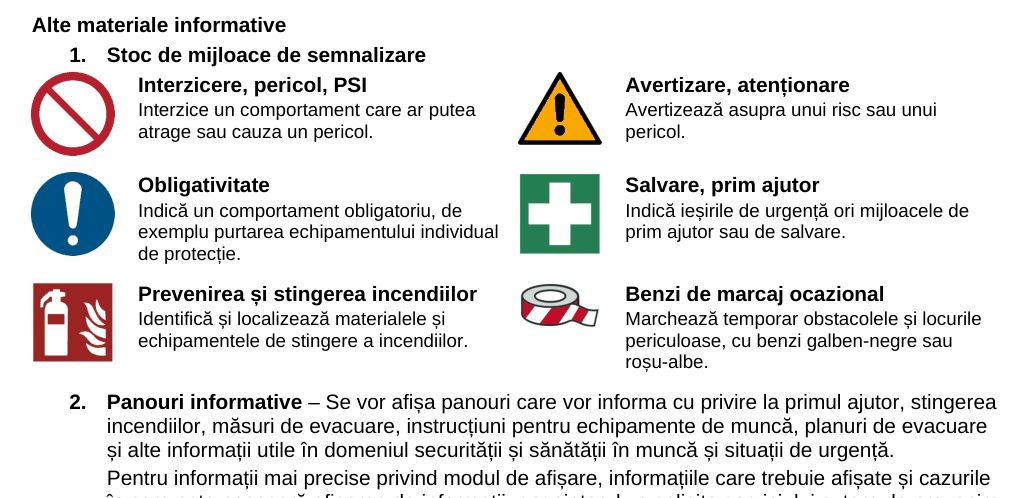 Alte materiale informative
1. Stoc de mijloace de semnalizare
Interzicere, pericol, PSI
Interzice un comportament care ar putea
atrage sau cauza un pericol.
Avertizare, atenționare
Avertizează asupra unui risc sau unui
pericol.
Obligativitate
Indică un comportament obligatoriu, de
exemplu purtarea echipamentului individual
de protecție.
Salvare, prim ajutor
Indică ieșirile de urgență ori mijloacele de
prim ajutor sau de salvare.
Prevenirea și stingerea incendiilor
Identifică și localizează materialele și
echipamentele de stingere a incendiilor.
Benzi de marcaj ocazional
Marchează temporar obstacolele și locurile
periculoase, cu benzi galben-negre sau
roșu-albe.
2. Panouri informative – Se vor afișa panouri care vor informa cu privire la primul ajutor, stingerea
incendiilor, măsuri de evacuare, instrucțiuni pentru echipamente de muncă, planuri de evacuare
și alte informații utile în domeniul securității și sănătății în muncă și situații de urgență.
Pentru informații mai precise privind modul de afișare, informațiile care trebuie afișate și cazurile